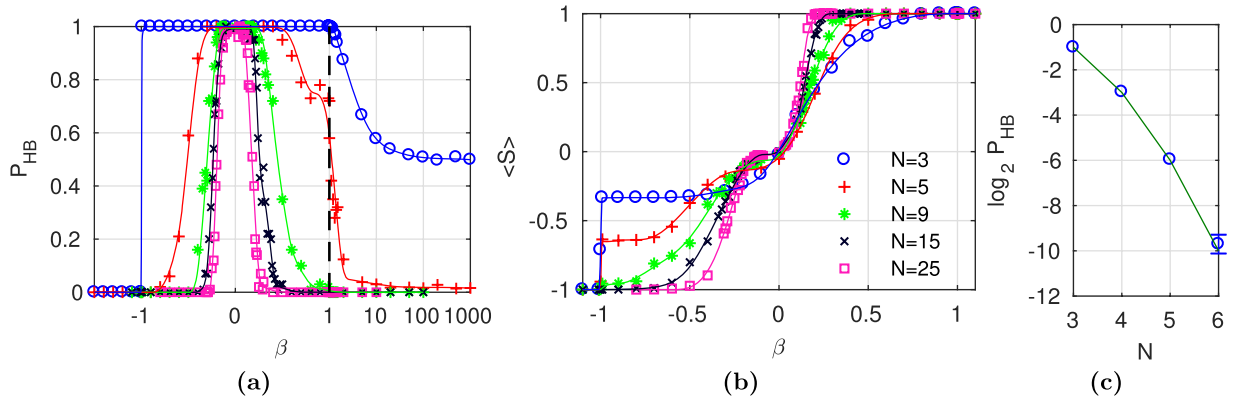 P_HB
1
0.8
0.6
0.4
0.2
0
-1 0 1 10 100 1000
β
(a)
<S>
1
0.5
0
-0.5
-1
-1 -0.5 0 0.5 1
β
N=3
N=5
N=9
N=15
N=25
(b)
log_2 P_HB
0
-2
-4
-6
-8
-10
-12
3 4 5 6
N
(c)